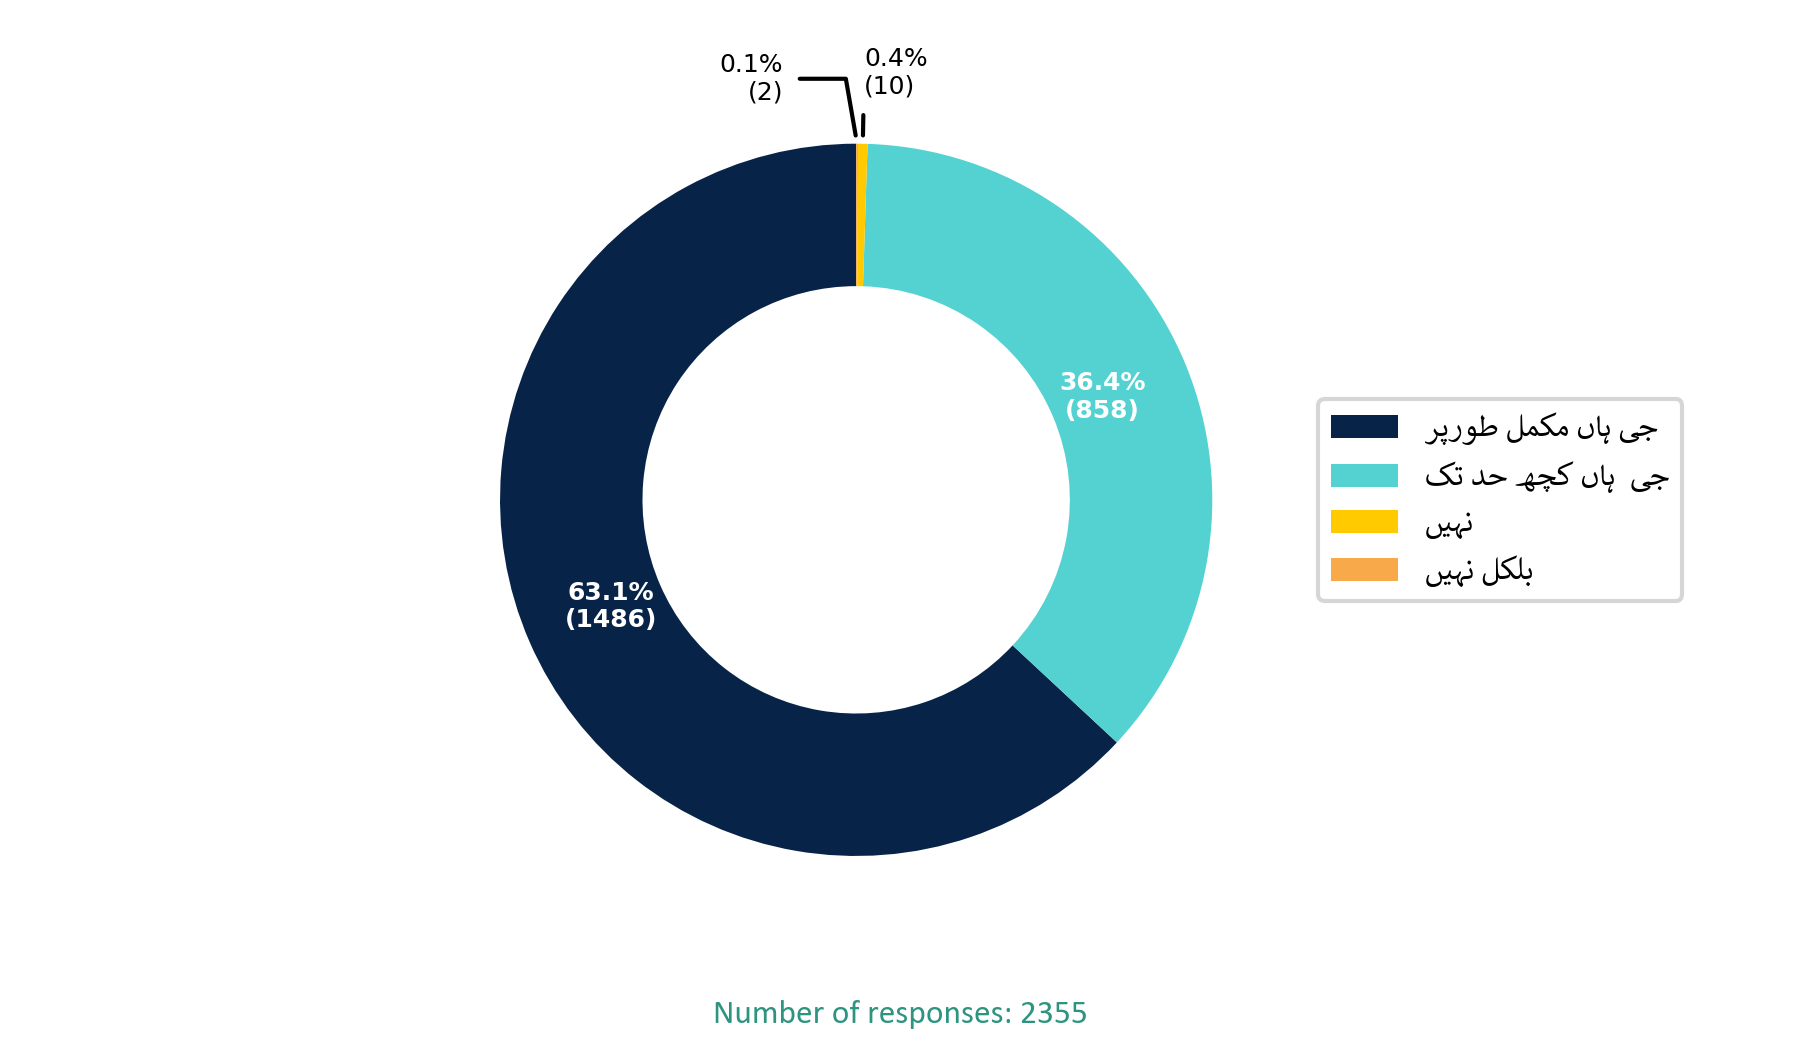 0.1%
(2)
0.4%
(10)
36.4%
(858)
63.1%
(1486)
جی ہاں مکمل طورپر
جی ہاں کچھ حد تک
نہیں
بلکل نہیں
Number of responses: 2355